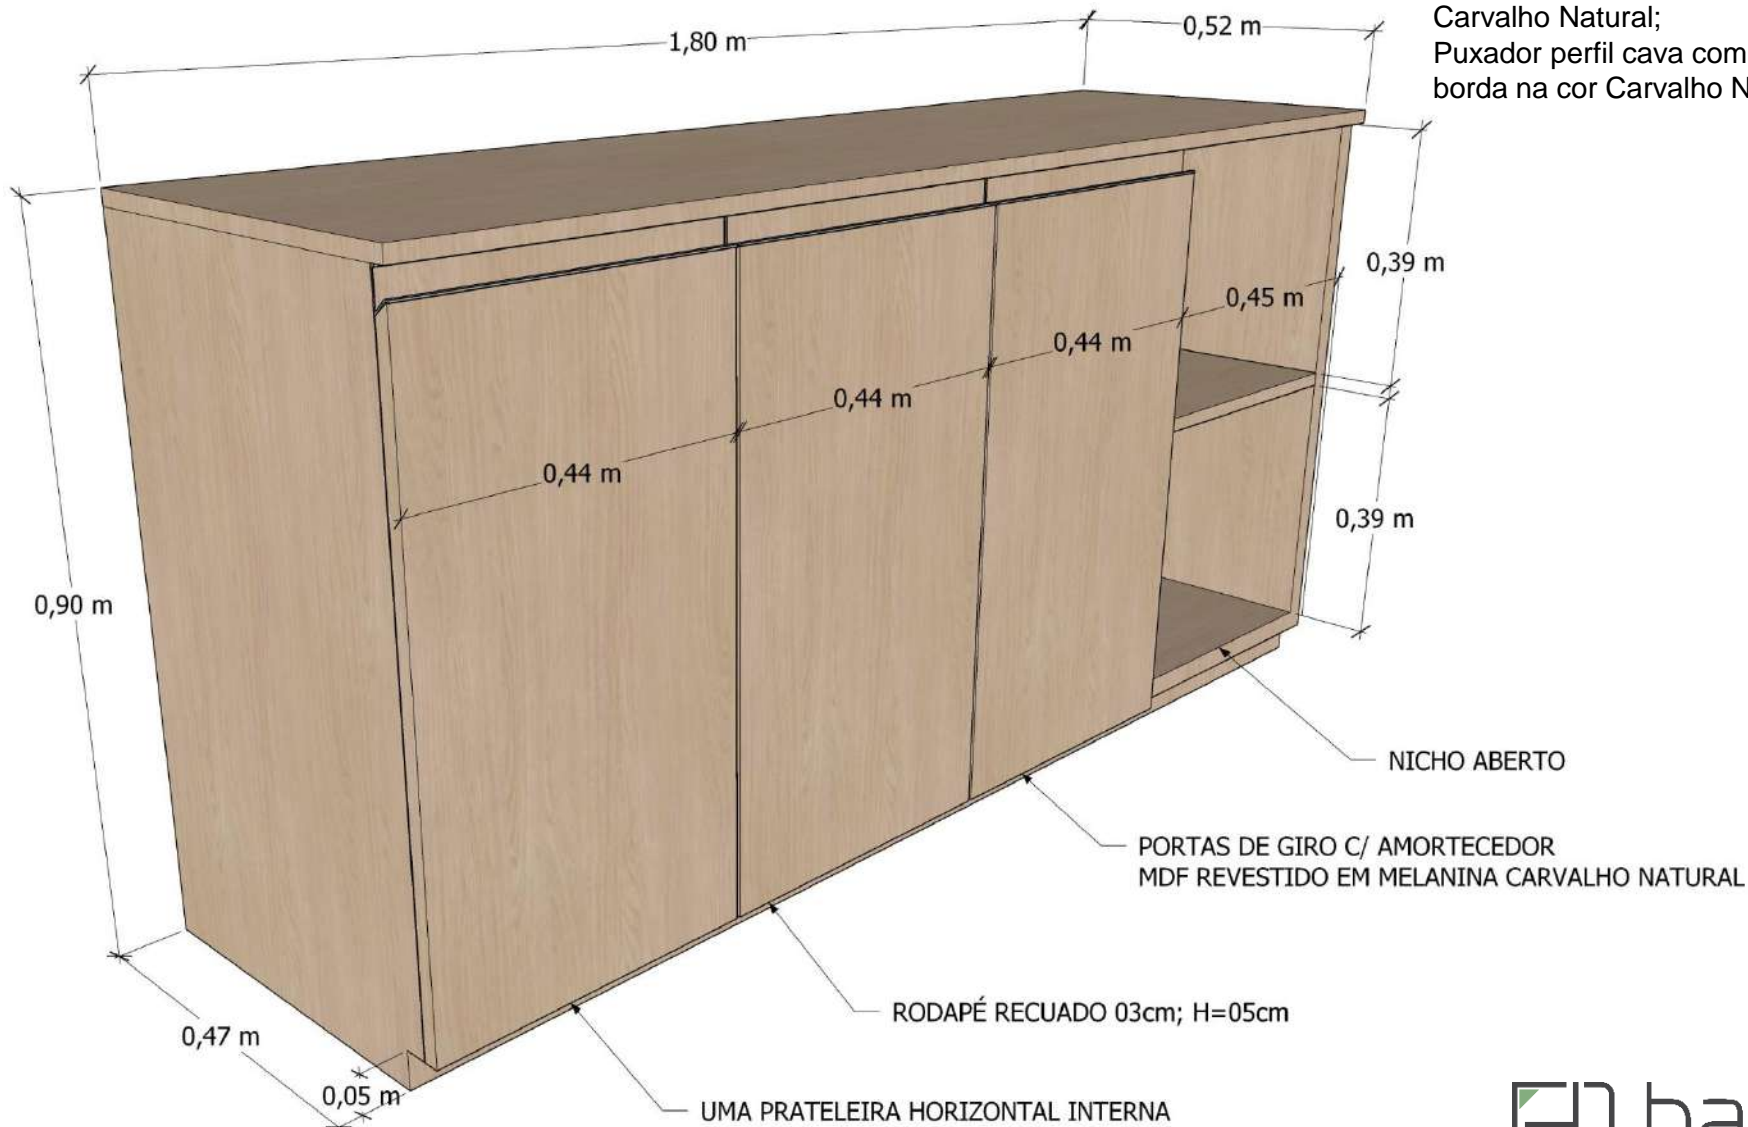 Carvalho Natural;
Puxador perfil cava com
borda na cor Carvalho N
1,80 m
0,52 m
0,39 m
0,45 m
0,44 m
0,44 m
0,44 m
0,39 m
0,90 m
NICHO ABERTO
PORTAS DE GIRO C/ AMORTECEDOR
MDF REVESTIDO EM MELANINA CARVALHO NATURAL
RODAPÉ RECUADO 03cm; H=05cm
0,47 m
0,05 m
UMA PRATELEIRA HORIZONTAL INTERNA
ba